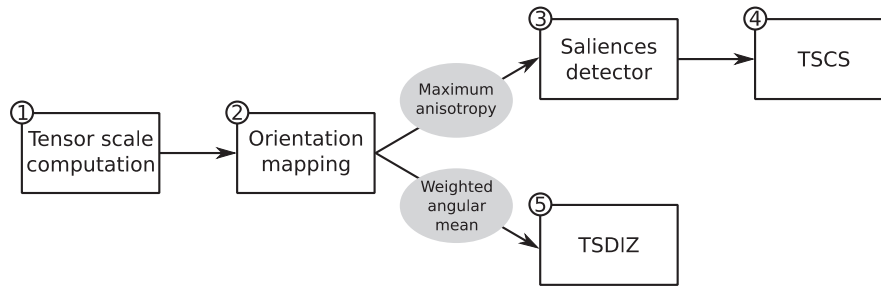 1
Tensor scale
computation
2
Orientation
mapping
Maximum
anisotropy
3
Saliences
detector
4
TSCS
Weighted
angular
mean
5
TSDIZ